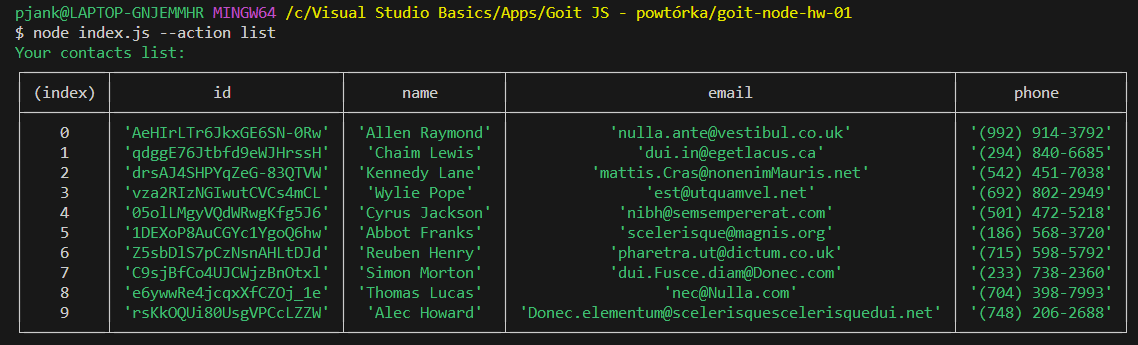 pjank@LAPTOP-GNJEMMHR MINGW64 /c/Visual Studio Basics/Apps/Goit JS - powtórka/goit-node-hw-01
$ node index.js --action list
Your contacts list:
(index) id name email phone
0 'AeHIrLTr6JkxGE6SN-0Rw' 'Allen Raymond' 'nulla.ante@vestibul.co.uk' '(992) 914-3792'
1 'qdggE76Jtbfd9eWJHrssH' 'Chaim Lewis' 'dui.in@egetlacus.ca' '(294) 840-6685'
2 'drsAJ4SHPYqZeG-83QTVW' 'Kennedy Lane' 'mattis.Cras@nonenimMauris.net' '(542) 451-7038'
3 'vza2RIzNGIwutCVCs4mCL' 'Wylie Pope' 'est@utquamvel.net' '(692) 802-2949'
4 '05olLMgyVQdWRwgKfg5J6' 'Cyrus Jackson' 'nibh@semsempererat.com' '(501) 472-5218'
5 '1DEXoP8AuCGYc1YgoQ6hw' 'Abbot Franks' 'scelerisque@magnis.org' '(186) 568-3720'
6 'Z5sbDlS7pCzNsnAHLtDJd' 'Reuben Henry' 'pharetra.ut@dictum.co.uk' '(715) 598-5792'
7 'C9sjBfCo4UJCWjzBnOtxl' 'Simon Morton' 'dui.Fusce.diam@Donec.com' '(233) 738-2360'
8 'e6ywwRe4jcqxXfCZOj_1e' 'Thomas Lucas' 'nec@Nulla.com' '(704) 398-7993'
9 'rsKkOQUi80UsgVPCcLZZW' 'Alec Howard' 'Donec.elementum@scelerisquescelerisquedui.net' '(748) 206-2688'